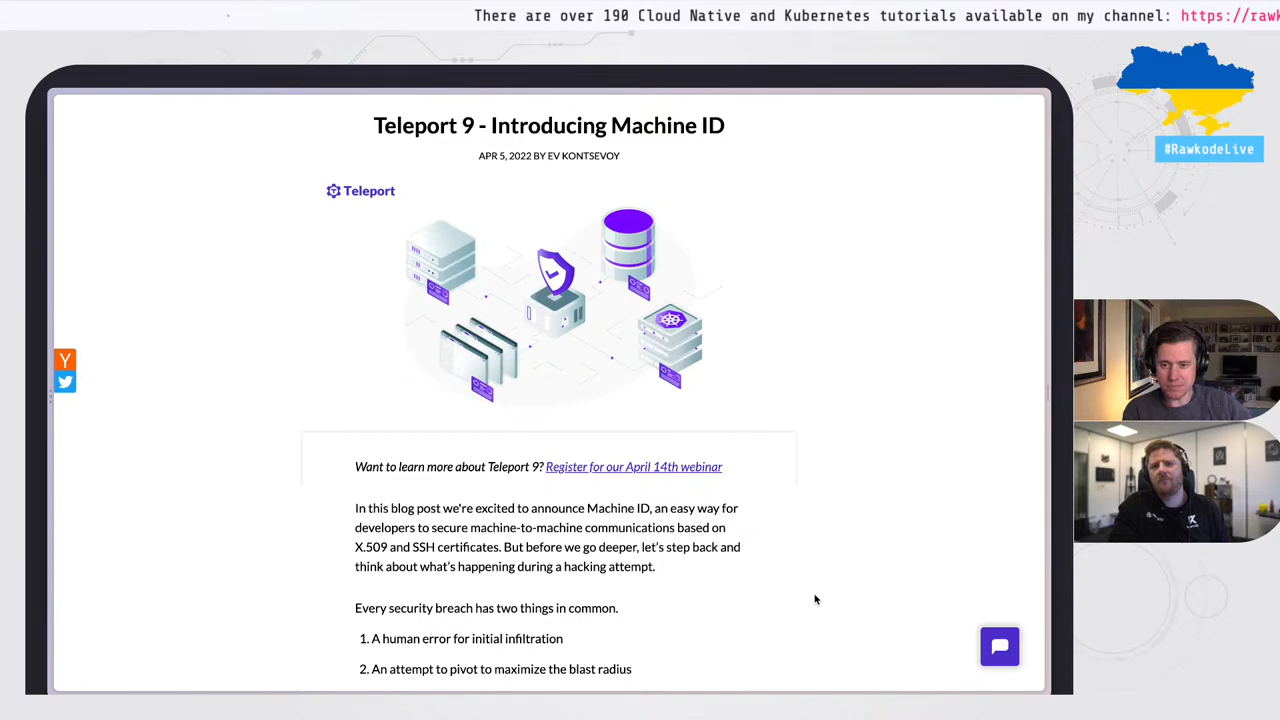 There are over 190 Cloud Native and Kubernetes tutorials available on my channel: https://rawk
#RawkodeLive
Teleport 9 - Introducing Machine ID
APR 5, 2022 BY EV KONTSEVOY
Teleport
Y
Want to learn more about Teleport 9? Register for our April 14th webinar
In this blog post we're excited to announce Machine ID, an easy way for
developers to secure machine-to-machine communications based on
X.509 and SSH certificates. But before we go deeper, let's step back and
think about what's happening during a hacking attempt.
Every security breach has two things in common.
1. A human error for initial infiltration
2. An attempt to pivot to maximize the blast radius